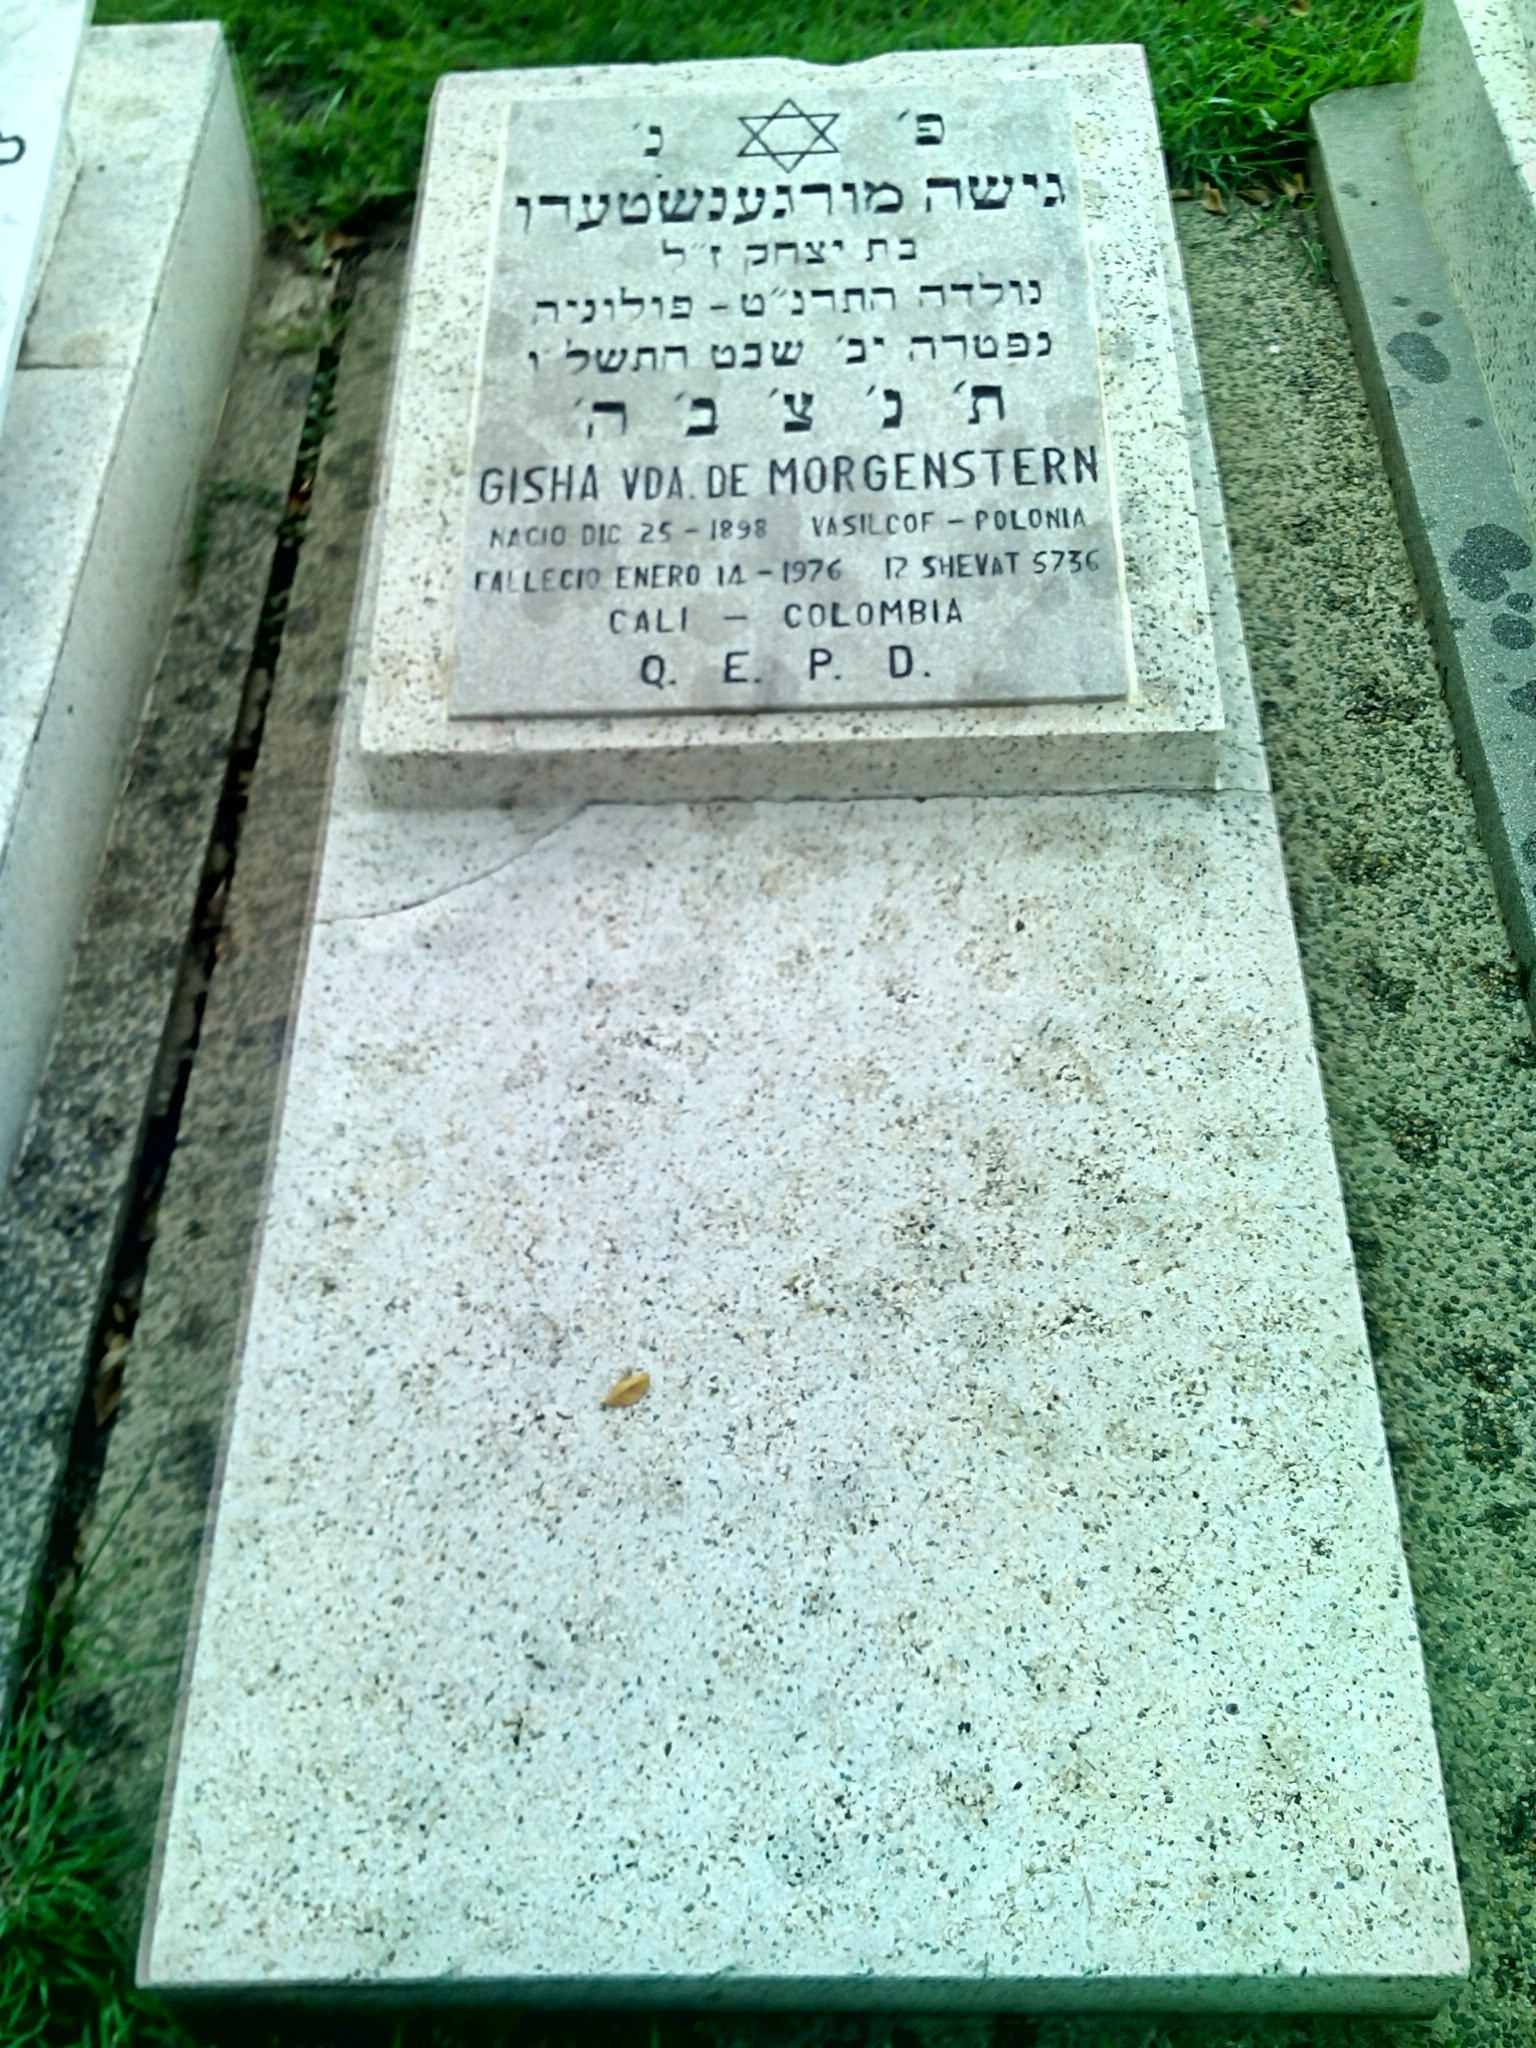 פ׳ נ׳
גישה מורגענשטערן
בת יצחק ז״ל
נולדה התרנ״ט - פולוניה
נפטרה יב׳ שבט התשל ו
ת׳ נ׳ צ׳ ב׳ ה׳
GISHA VDA. DE MORGENSTERN
NACIO DIC 25 - 1898 VASILCOF - POLONIA
FALLECIO ENERO 14 - 1976 12 SHEVAT 5736
CALI - COLOMBIA
Q. E. P. D.